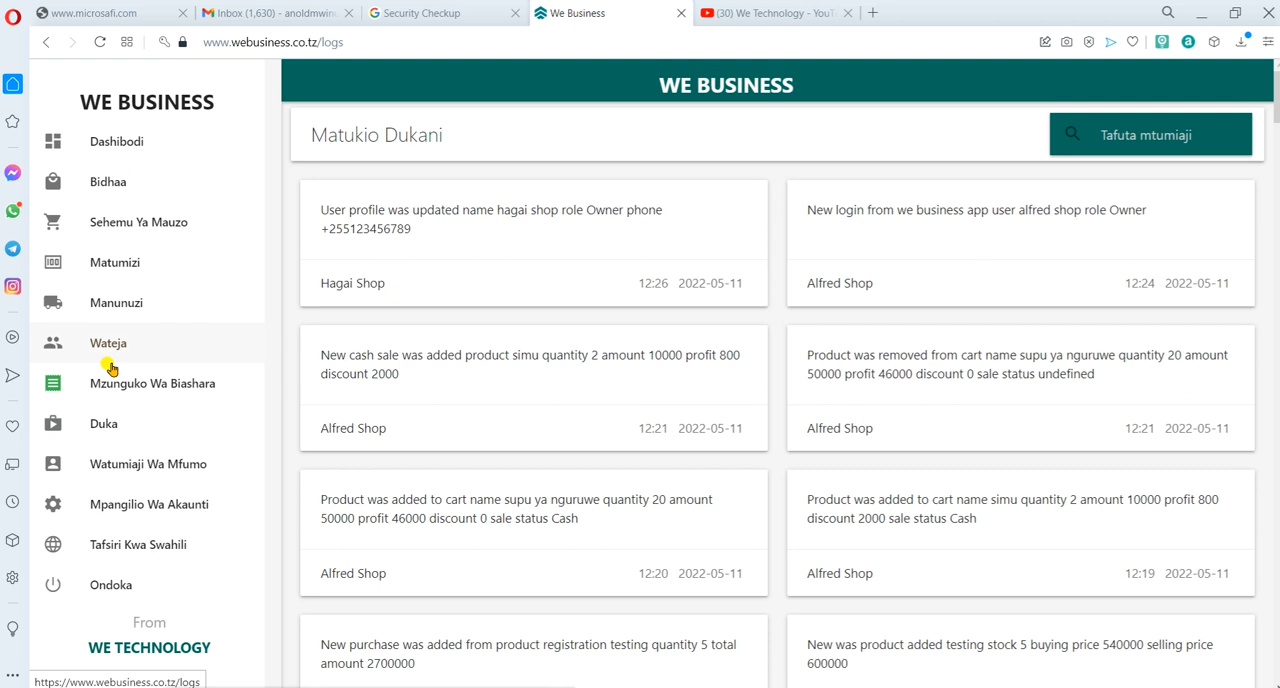 www.microsafi.com
Inbox (1,630) - anoldmwinu
Security Checkup
We Business
(30) We Technology - YouT
www.webusiness.co.tz/logs
WE BUSINESS
Dashibodi
Bidhaa
Sehemu Ya Mauzo
Matumizi
Manunuzi
Wateja
Mzunguko Wa Biashara
Duka
Watumiaji Wa Mfumo
Mpangilio Wa Akaunti
Tafsiri Kwa Swahili
Ondoka
From
WE TECHNOLOGY
https://www.webusiness.co.tz/logs
WE BUSINESS
Matukio Dukani
Tafuta mtumiaji
User profile was updated name hagai shop role Owner phone
+255123456789
Hagai Shop 12:26 2022-05-11
New login from we business app user alfred shop role Owner
Alfred Shop 12:24 2022-05-11
New cash sale was added product simu quantity 2 amount 10000 profit 800
discount 2000
Alfred Shop 12:21 2022-05-11
Product was removed from cart name supu ya nguruwe quantity 20 amount
50000 profit 46000 discount 0 sale status undefined
Alfred Shop 12:21 2022-05-11
Product was added to cart name supu ya nguruwe quantity 20 amount
50000 profit 46000 discount 0 sale status Cash
Alfred Shop 12:20 2022-05-11
Product was added to cart name simu quantity 2 amount 10000 profit 800
discount 2000 sale status Cash
Alfred Shop 12:19 2022-05-11
New purchase was added from product registration testing quantity 5 total
amount 2700000
New was product added testing stock 5 buying price 540000 selling price
600000